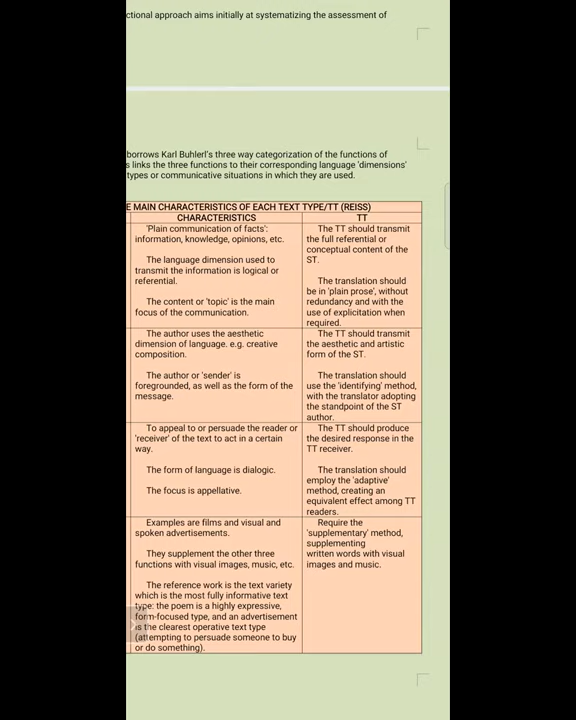 ctional approach aims initially at systematizing the assessment of
borrows Karl Buhlerl's three way categorization of the functions of
s links the three functions to their corresponding language 'dimensions'
types or communicative situations in which they are used.
E MAIN CHARACTERISTICS OF EACH TEXT TYPE/TT (REISS)
CHARACTERISTICS
TT
'Plain communication of facts':
information, knowledge, opinions, etc.
The language dimension used to
transmit the information is logical or
referential.
The content or 'topic' is the main
focus of the communication.
The TT should transmit
the full referential or
conceptual content of the
ST.
The translation should
be in 'plain prose', without
redundancy and with the
use of explicitation when
required.
The author uses the aesthetic
dimension of language. e.g. creative
composition.
The author or 'sender' is
foregrounded, as well as the form of the
message.
The TT should transmit
the aesthetic and artistic
form of the ST.
The translation should
use the 'identifying' method,
with the translator adopting
the standpoint of the ST
author.
To appeal to or persuade the reader or
'receiver' of the text to act in a certain
way.
The form of language is dialogic.
The focus is appellative.
The TT should produce
the desired response in the
TT receiver.
The translation should
employ the 'adaptive'
method, creating an
equivalent effect among TT
readers.
Examples are films and visual and
spoken advertisements.
They supplement the other three
functions with visual images, music, etc.
The reference work is the text variety
which is the most fully informative text
type: the poem is a highly expressive,
form-focused type, and an advertisement
is the clearest operative text type
(attempting to persuade someone to buy
or do something).
Require the
'supplementary' method,
supplementing
written words with visual
images and music.